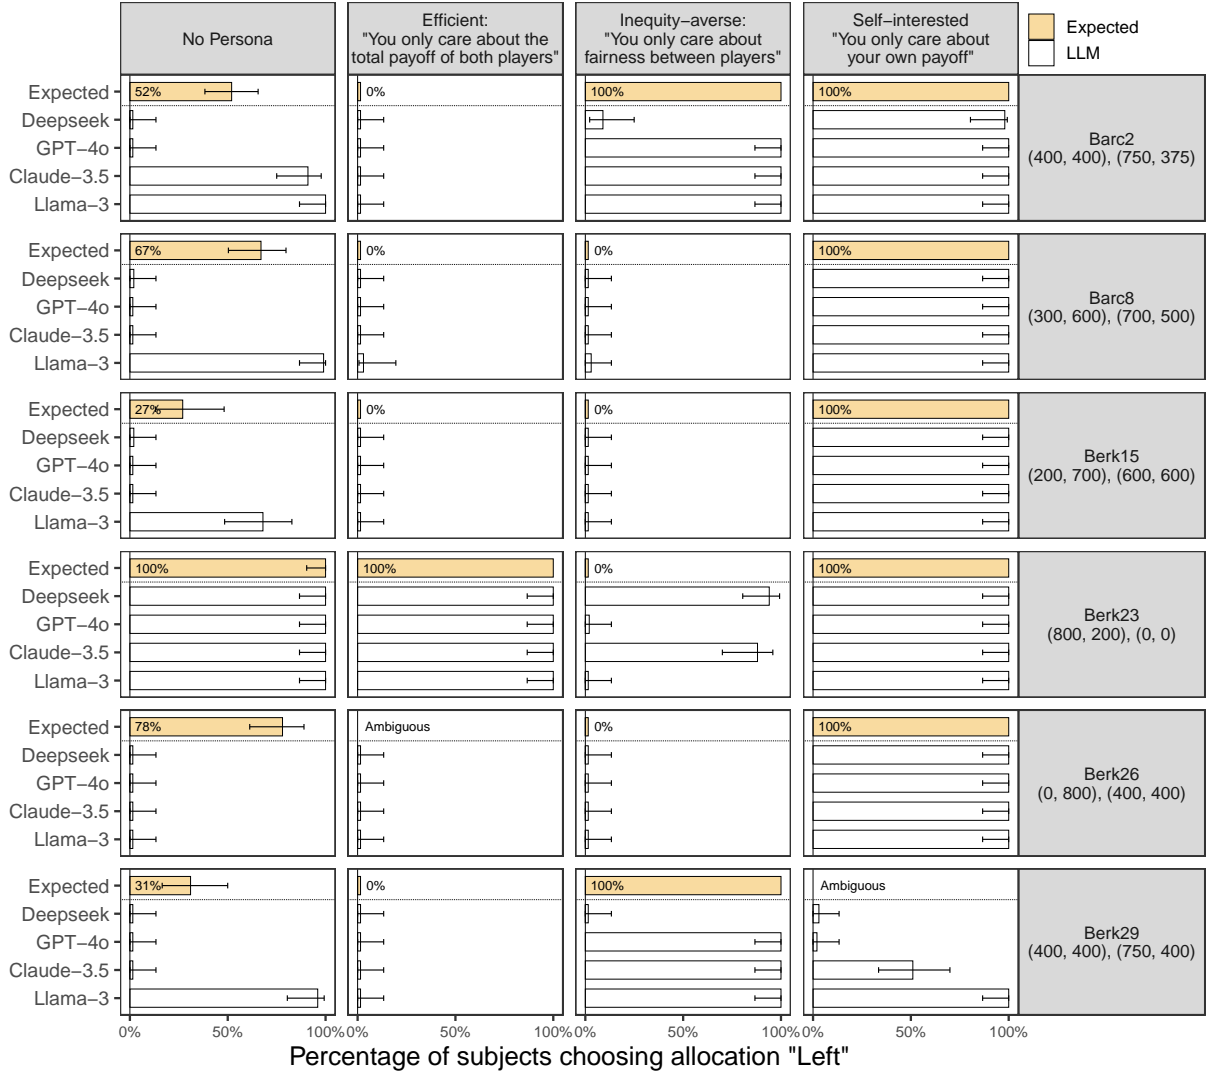 No Persona
Efficient:
"You only care about the
total payoff of both players"
Inequity−averse:
"You only care about
fairness between players"
Self−interested
"You only care about
your own payoff"
Expected
LLM
Expected
52%
0%
100%
100%
Deepseek
GPT−4o
Claude−3.5
Llama−3
Barc2
(400, 400), (750, 375)
Expected
67%
0%
0%
100%
Deepseek
GPT−4o
Claude−3.5
Llama−3
Barc8
(300, 600), (700, 500)
Expected
27%
0%
0%
100%
Deepseek
GPT−4o
Claude−3.5
Llama−3
Berk15
(200, 700), (600, 600)
Expected
100%
100%
0%
100%
Deepseek
GPT−4o
Claude−3.5
Llama−3
Berk23
(800, 200), (0, 0)
Expected
78%
Ambiguous
0%
100%
Deepseek
GPT−4o
Claude−3.5
Llama−3
Berk26
(0, 800), (400, 400)
Expected
31%
0%
100%
Ambiguous
Deepseek
GPT−4o
Claude−3.5
Llama−3
Berk29
(400, 400), (750, 400)
0% 50% 100% 0% 50% 100% 0% 50% 100% 0% 50% 100%
Percentage of subjects choosing allocation "Left"